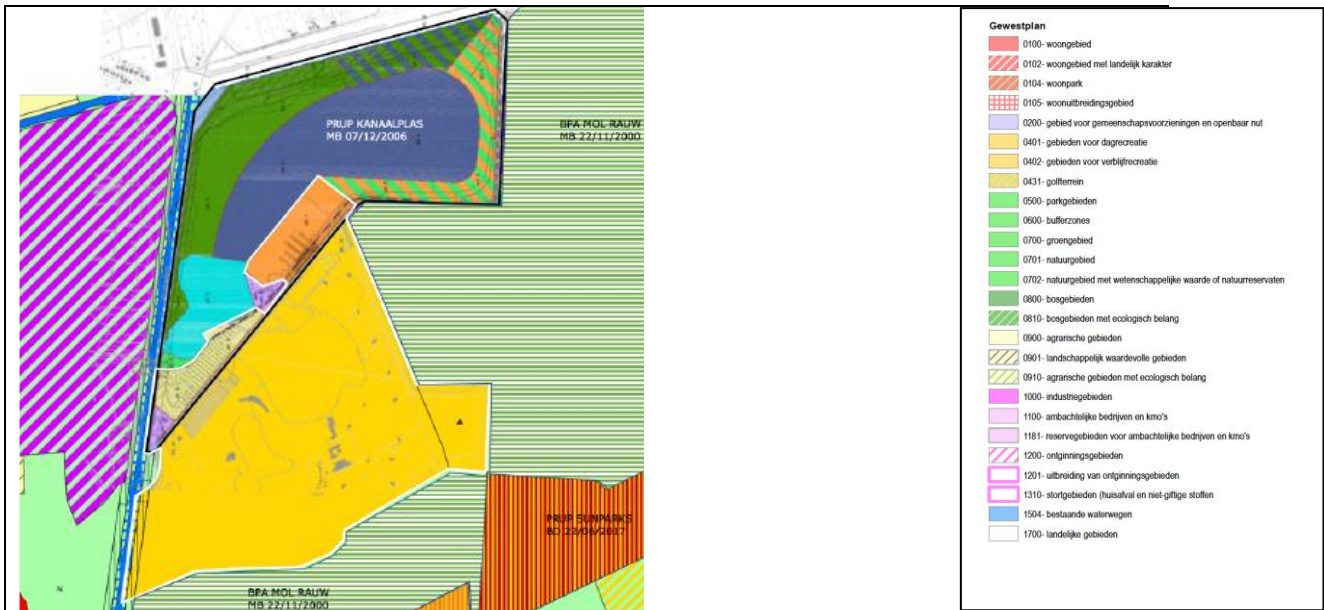 PRUP KANAALPLAS
MB 07/12/2006
BPA MOL RAUW
MB 22/11/2000
PRUP SUNPARKS
BD 22/06/2017
N
BPA MOL RAUW
MB 22/11/2000
Gewestplan
0100- woongebied
0102- woongebied met landelijk karakter
0104- woonpark
0105- woonuitbreidingsgebied
0200- gebied voor gemeenschapsvoorzieningen en openbaar nut
0401- gebieden voor dagrecreatie
0402- gebieden voor verblijfrecreatie
0431- golfterrein
0500- parkgebieden
0600- bufferzones
0700- groengebied
0701- natuurgebied
0702- natuurgebied met wetenschappelijke waarde of natuurreservaten
0800- bosgebieden
0810- bosgebieden met ecologisch belang
0900- agrarische gebieden
0901- landschappelijk waardevolle gebieden
0910- agrarische gebieden met ecologisch belang
1000- industriegebieden
1100- ambachtelijke bedrijven en kmo's
1181- reservegebieden voor ambachtelijke bedrijven en kmo's
1200- ontginningsgebieden
1201- uitbreiding van ontginningsgebieden
1310- stortgebieden (huisafval en niet-giftige stoffen
1504- bestaande waterwegen
1700- landelijke gebieden